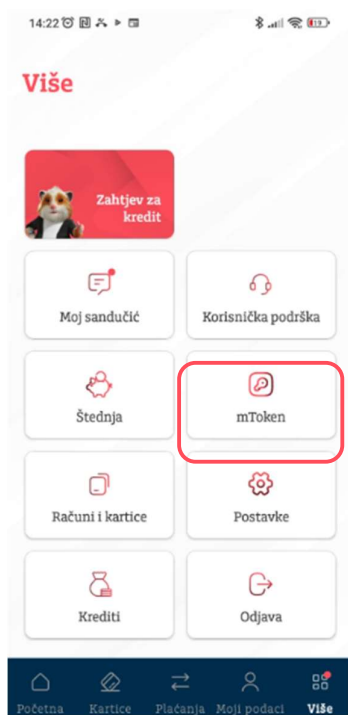 14:22
19
Više
Zahtjev za
kredit
Moj sandučić
Korisnička podrška
Štednja
mToken
Računi i kartice
Postavke
Krediti
Odjava
Početna
Kartice
Plaćanja
Moji podaci
Više